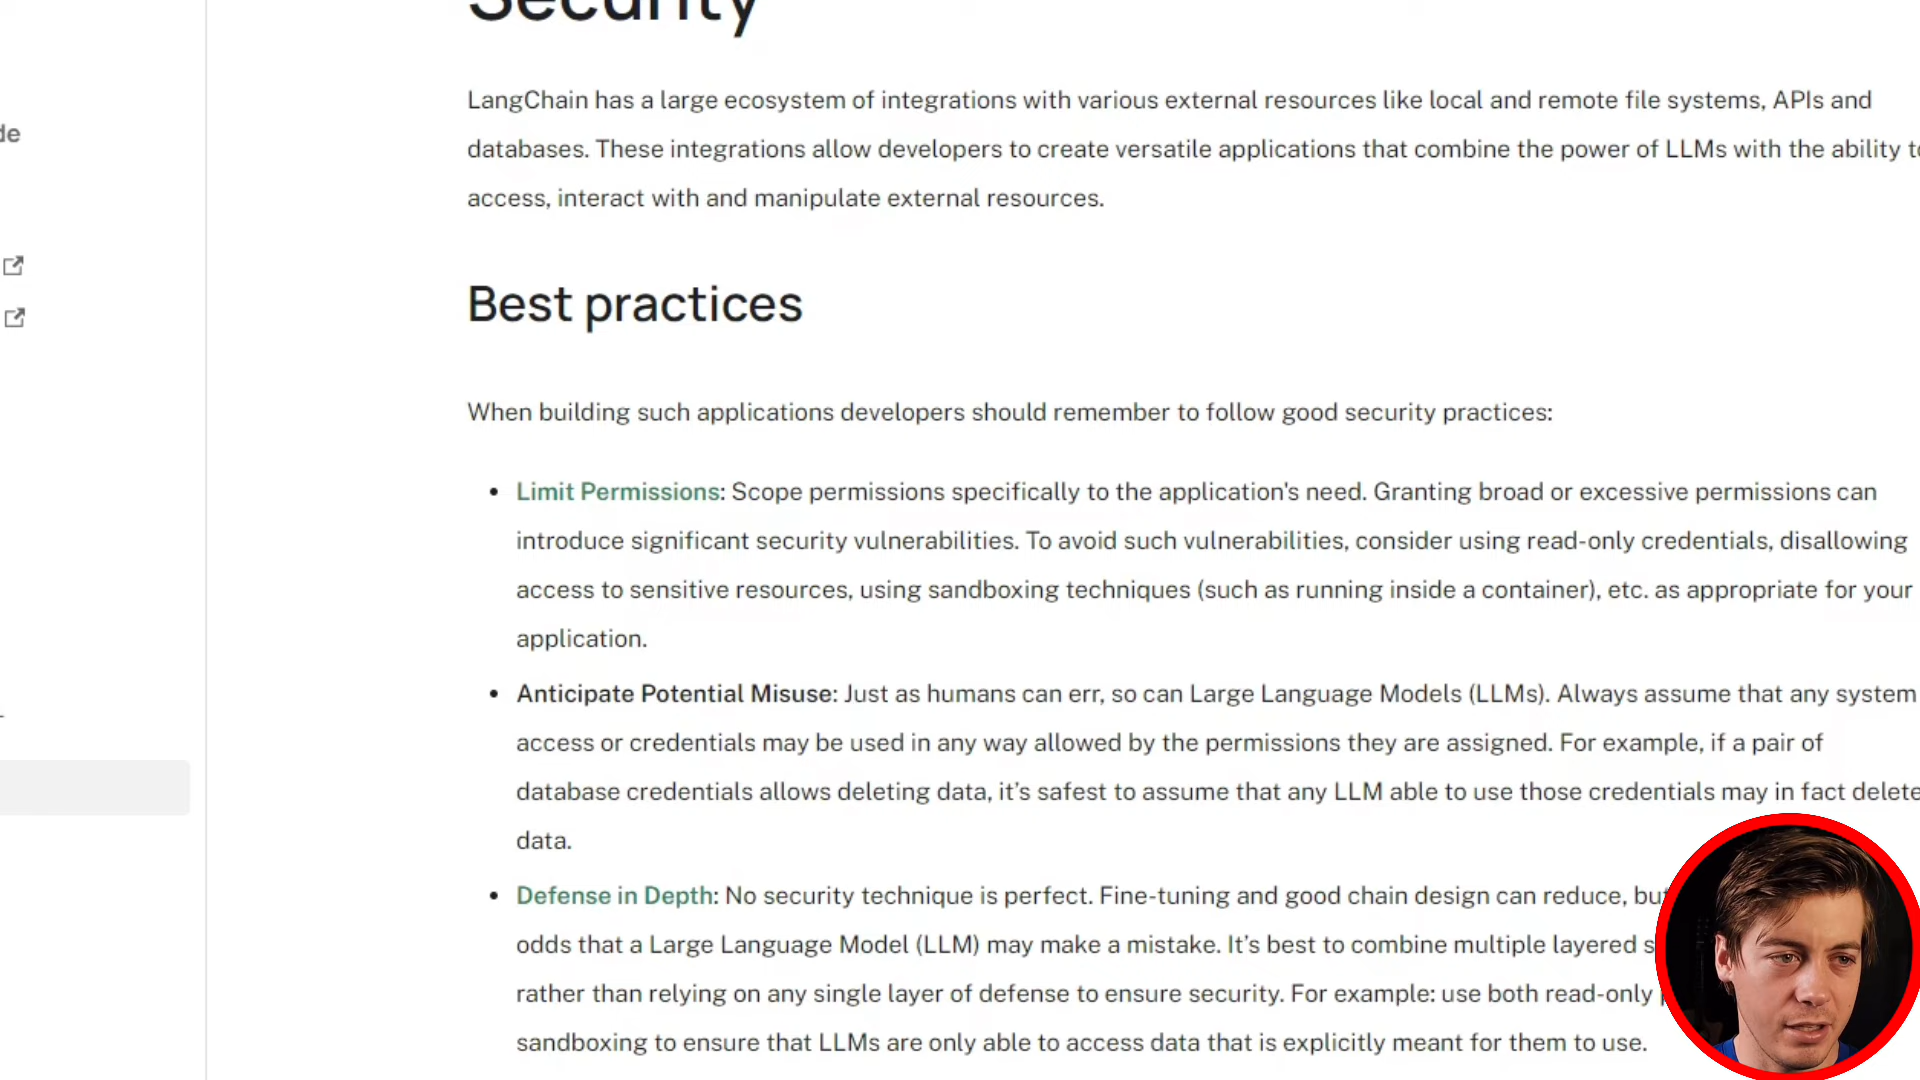 Security
LangChain has a large ecosystem of integrations with various external resources like local and remote file systems, APIs and
databases. These integrations allow developers to create versatile applications that combine the power of LLMs with the ability
access, interact with and manipulate external resources.
Best practices
When building such applications developers should remember to follow good security practices:
• Limit Permissions: Scope permissions specifically to the application's need. Granting broad or excessive permissions can
introduce significant security vulnerabilities. To avoid such vulnerabilities, consider using read-only credentials, disallowing
access to sensitive resources, using sandboxing techniques (such as running inside a container), etc. as appropriate for your
application.
• Anticipate Potential Misuse: Just as humans can err, so can Large Language Models (LLMs). Always assume that any system
access or credentials may be used in any way allowed by the permissions they are assigned. For example, if a pair of
database credentials allows deleting data, it’s safest to assume that any LLM able to use those credentials may in fact delete
data.
• Defense in Depth: No security technique is perfect. Fine-tuning and good chain design can reduce,
odds that a Large Language Model (LLM) may make a mistake. It’s best to combine multiple layered
rather than relying on any single layer of defense to ensure security. For example: use both read-only
sandboxing to ensure that LLMs are only able to access data that is explicitly meant for them to use.